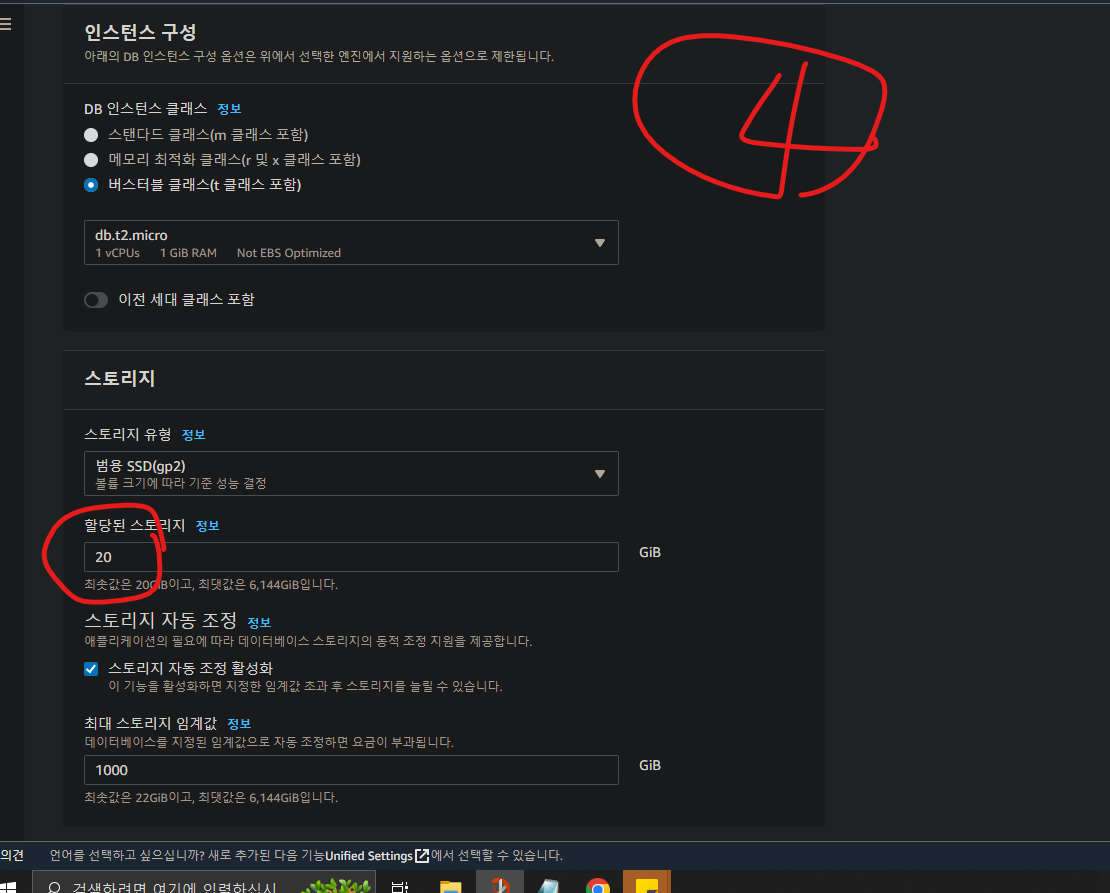 인스턴스 구성
아래의 DB 인스턴스 구성 옵션은 위에서 선택한 엔진에서 지원하는 옵션으로 제한됩니다.
4
DB 인스턴스 클래스 정보
스탠다드 클래스(m 클래스 포함)
메모리 최적화 클래스(r 및 x 클래스 포함)
버스터블 클래스(t 클래스 포함)
db.t2.micro
1 vCPUs 1 GiB RAM Not EBS Optimized
이전 세대 클래스 포함
스토리지
스토리지 유형 정보
범용 SSD(gp2)
볼륨 크기에 따라 기준 성능 결정
할당된 스토리지 정보
20 GiB
최솟값은 20GiB이고, 최댓값은 6,144GiB입니다.
스토리지 자동 조정 정보
애플리케이션의 필요에 따라 데이터베이스 스토리지의 동적 조정 지원을 제공합니다.
스토리지 자동 조정 활성화
이 기능을 활성화하면 지정한 임계값 초과 후 스토리지를 늘릴 수 있습니다.
최대 스토리지 임계값 정보
데이터베이스를 지정된 임계값으로 자동 조정하면 요금이 부과됩니다.
1000 GiB
최솟값은 22GiB이고, 최댓값은 6,144GiB입니다.
의견 언어를 선택하고 싶으십니까? 새로 추가된 다음 기능Unified Settings에서 선택할 수 있습니다.
검색하려면 여기에 입력하십시